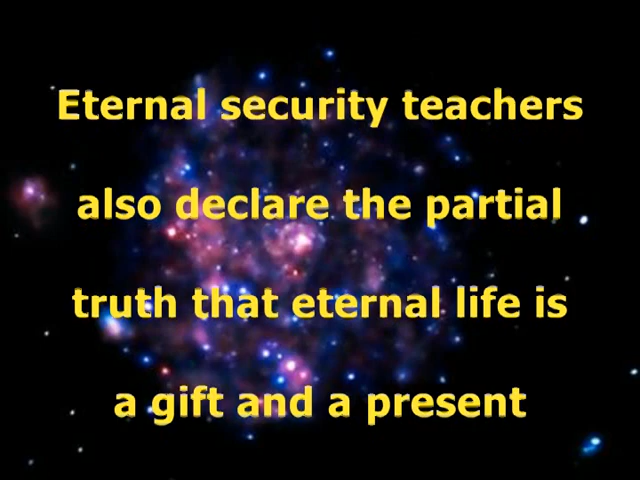 Eternal security teachers
also declare the partial
truth that eternal life is
a gift and a present